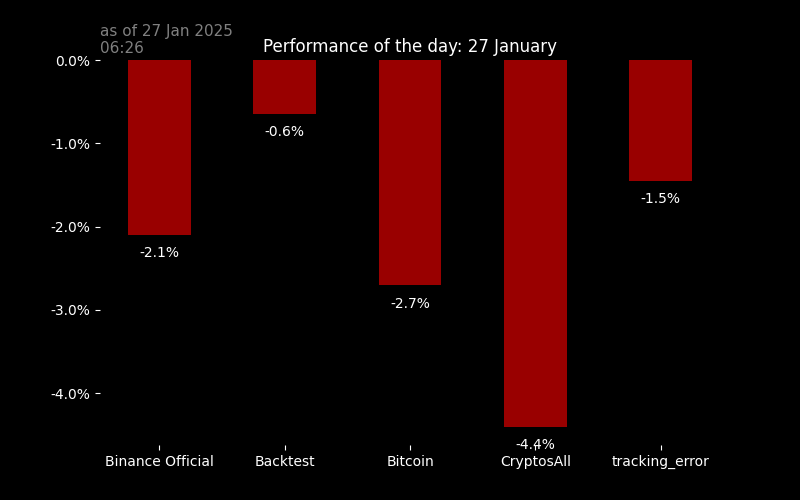 as of 27 Jan 2025
06:26
Performance of the day: 27 January
0.0%
-1.0%
-2.0%
-3.0%
-4.0%
-2.1%
-0.6%
-2.7%
-4.4%
-1.5%
Binance Official
Backtest
Bitcoin
CryptosAll
tracking_error